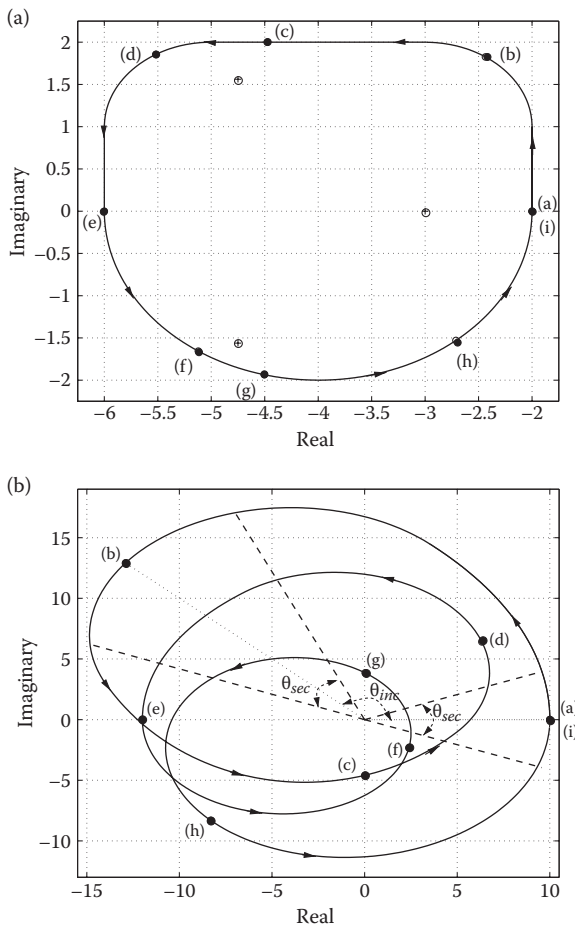 (a)
2
1.5
1
0.5
0
−0.5
−1
−1.5
−2
Imaginary
(c)
(d)
(b)
(e)
(a)
(i)
(f)
(g)
(h)
−6 −5.5 −5 −4.5 −4 −3.5 −3 −2.5 −2
Real
(b)
15
10
5
0
−5
−10
Imaginary
(b)
(d)
(g)
θsec
θinc
θsec
(e)
(a)
(i)
(f)
(c)
(h)
−15 −10 −5 0 5 10
Real